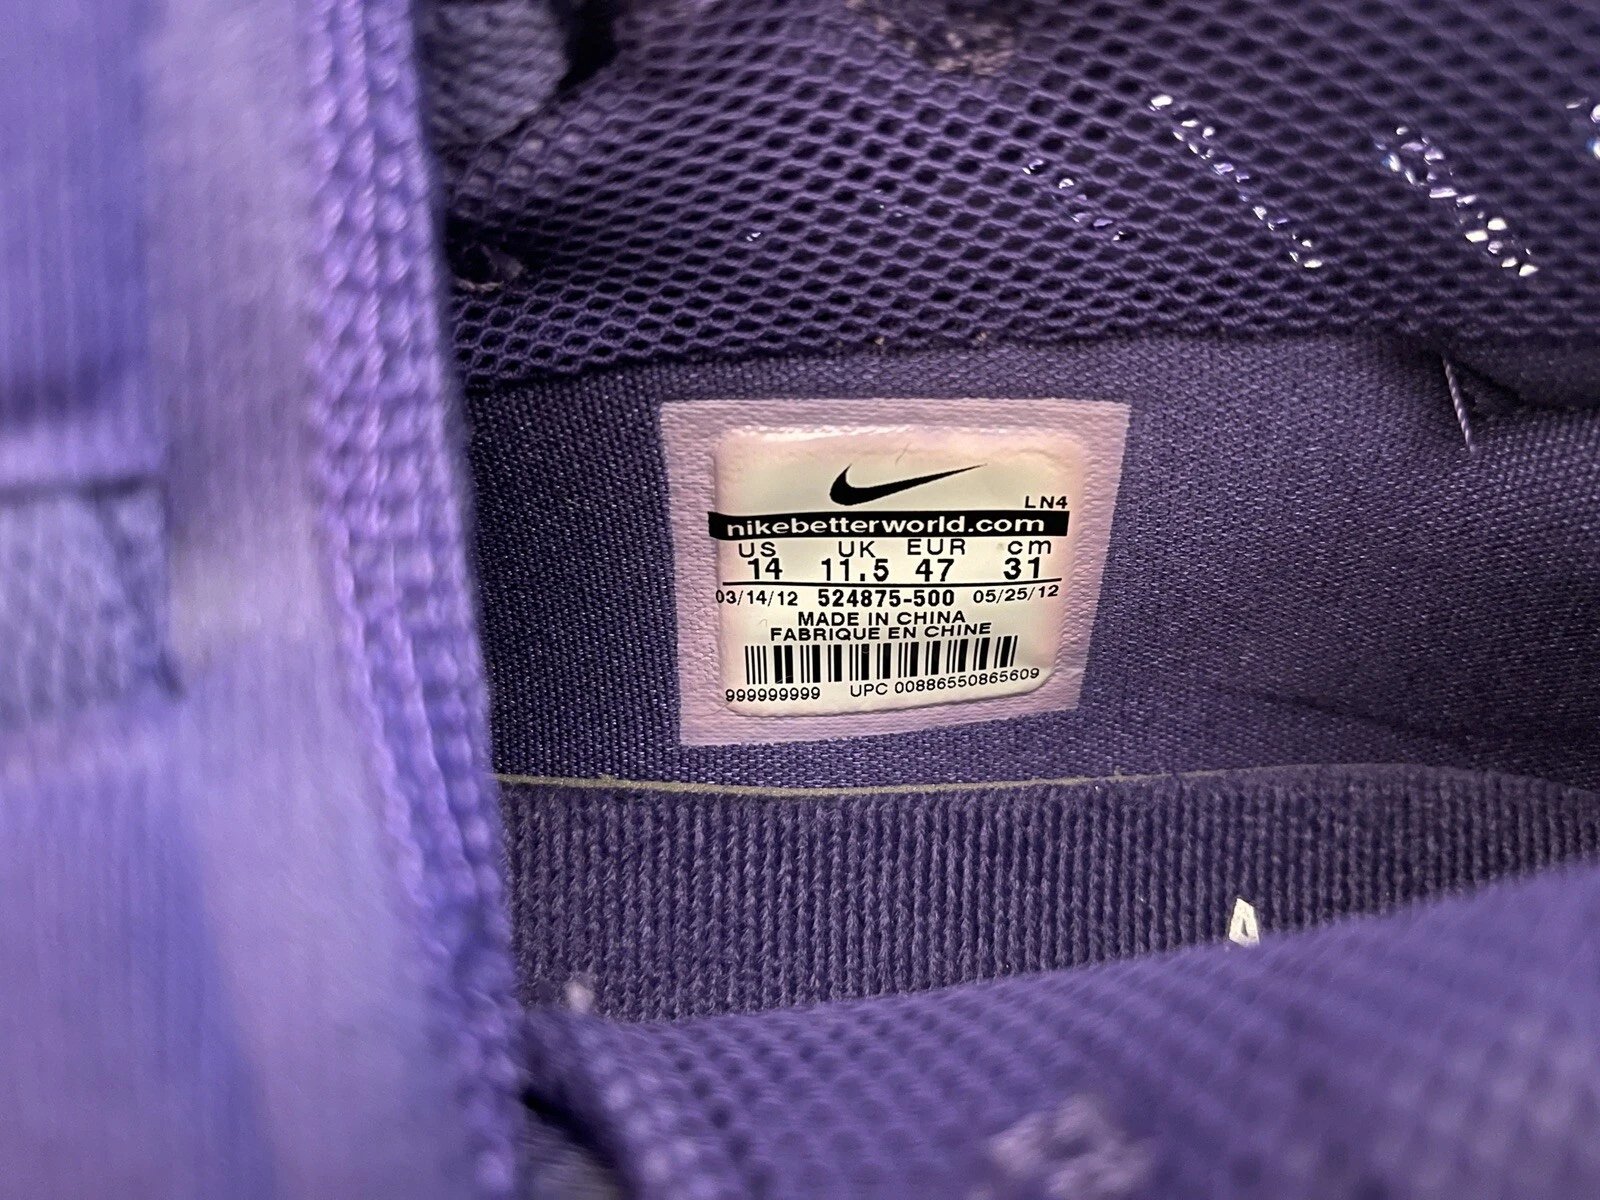 LN4
nikebetterworld.com
US UK EUR cm
14 11.5 47 31
03/14/12 524875-500 05/25/12
MADE IN CHINA
FABRIQUE EN CHINE
999999999 UPC 00886550865609